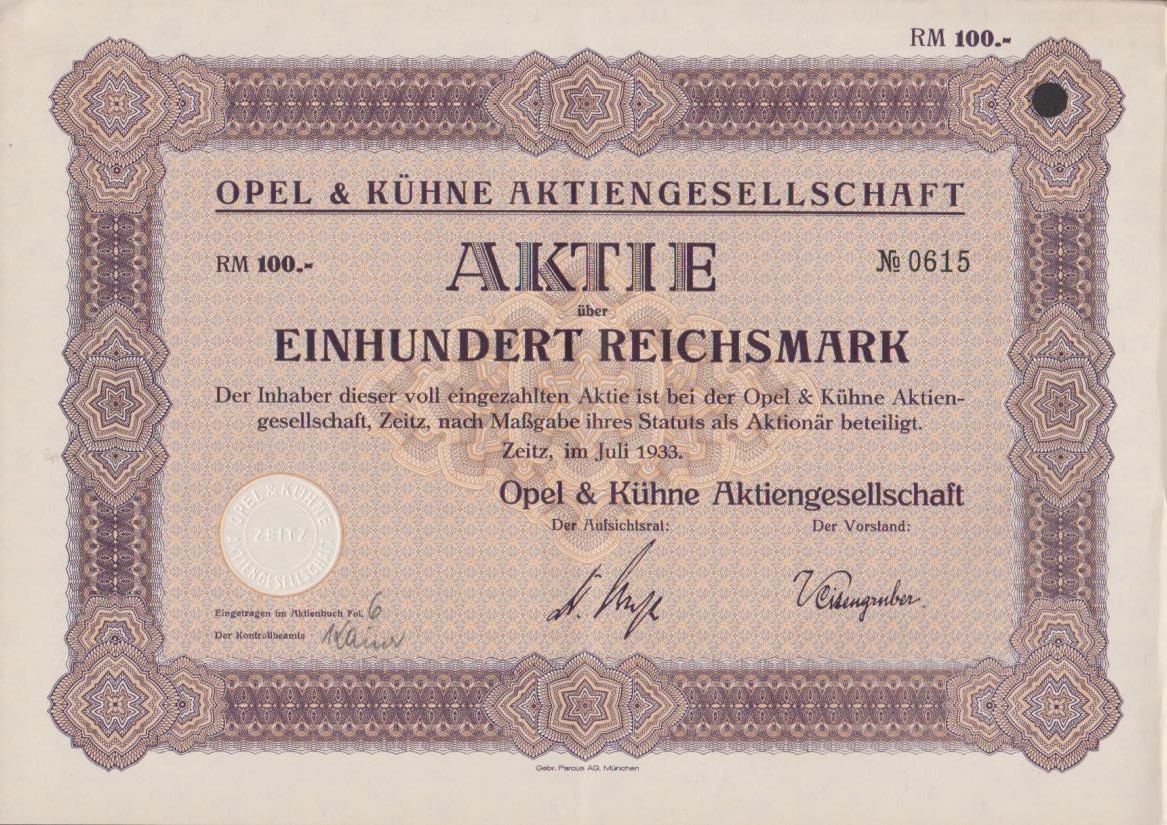 RM 100.-
OPEL & KÜHNE AKTIENGESELLSCHAFT
RM 100.- AKTIE № 0615
über
EINHUNDERT REICHSMARK
Der Inhaber dieser voll eingezahlten Aktie ist bei der Opel & Kühne Aktien-
gesellschaft, Zeitz, nach Maßgabe ihres Statuts als Aktionär beteiligt.
Zeitz, im Juli 1933.
Opel & Kühne Aktiengesellschaft
Der Aufsichtsrat: Der Vorstand:
OPEL & KÜHNE
ZEITZ
AKTIENGESELLSCHAFT
Eingetragen im Aktienbuch Fol. 6
Der Kontrollbeamte
Gebr. Parcus AG, München